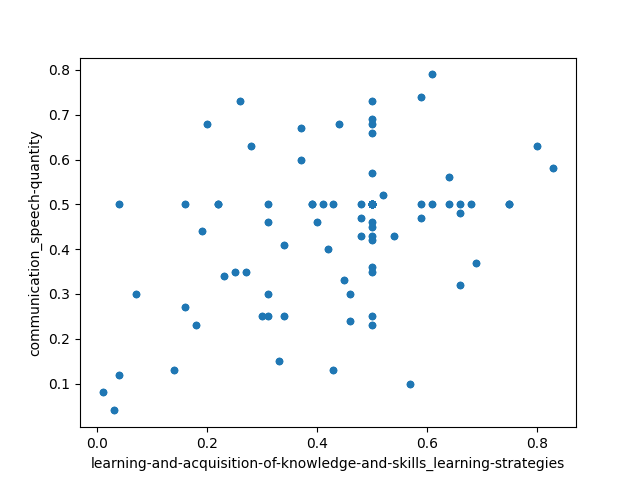 0.8
0.7
0.6
0.5
0.4
0.3
0.2
0.1
communication_speech-quantity
0.0 0.2 0.4 0.6 0.8
learning-and-acquisition-of-knowledge-and-skills_learning-strategies